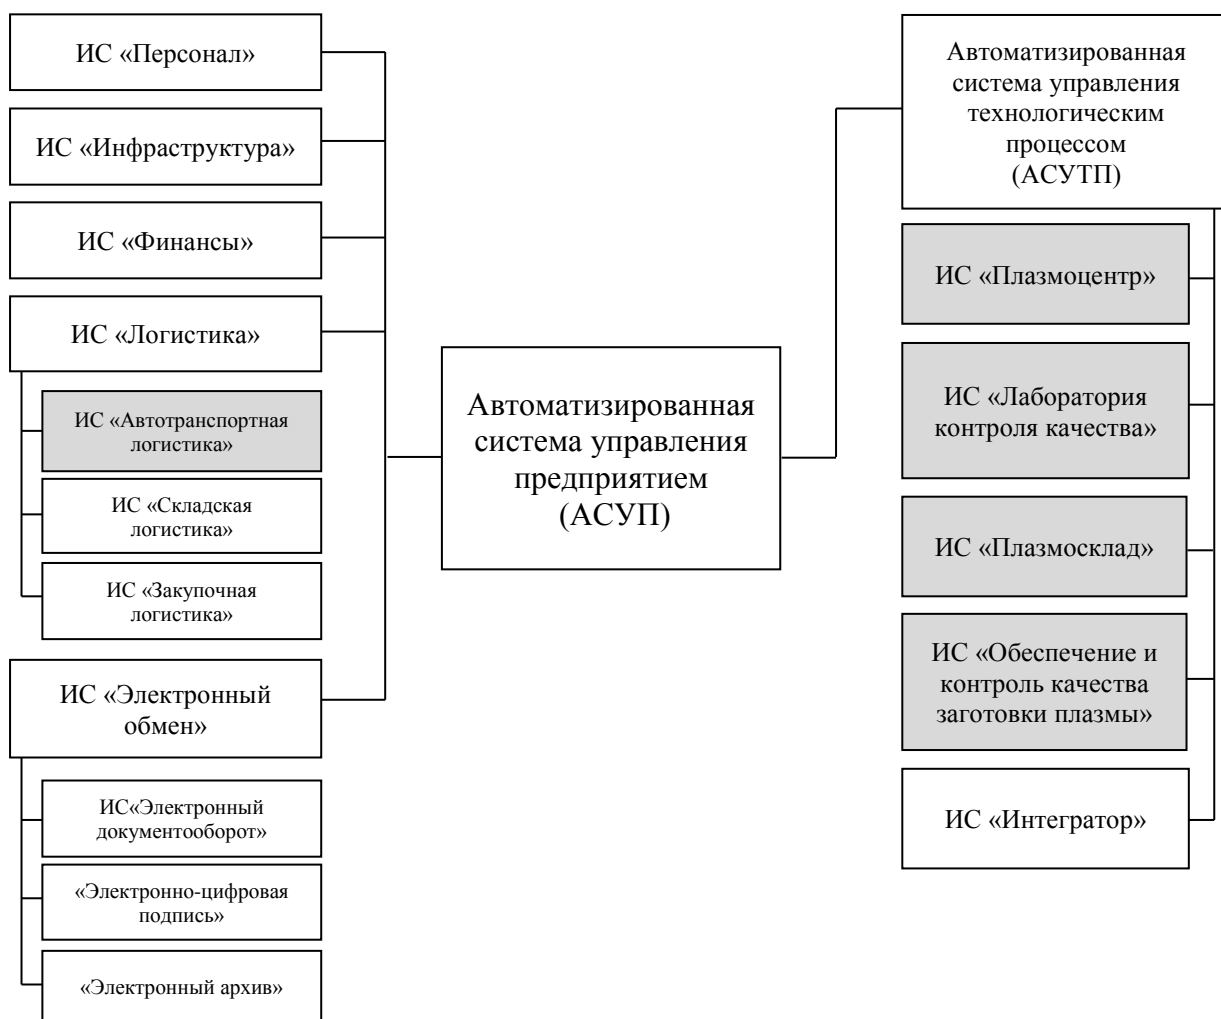 ИС «Персонал»
ИС «Инфраструктура»
ИС «Финансы»
ИС «Логистика»
ИС «Автотранспортная
логистика»
ИС «Складская
логистика»
ИС «Закупочная
логистика»
ИС «Электронный
обмен»
ИС«Электронный
документооборот»
«Электронно-цифровая
подпись»
«Электронный архив»
Автоматизированная
система управления
предприятием
(АСУП)
Автоматизированная
система управления
технологическим
процессом
(АСУТП)
ИС «Плазмоцентр»
ИС «Лаборатория
контроля качества»
ИС «Плазмосклад»
ИС «Обеспечение и
контроль качества
заготовки плазмы»
ИС «Интегратор»